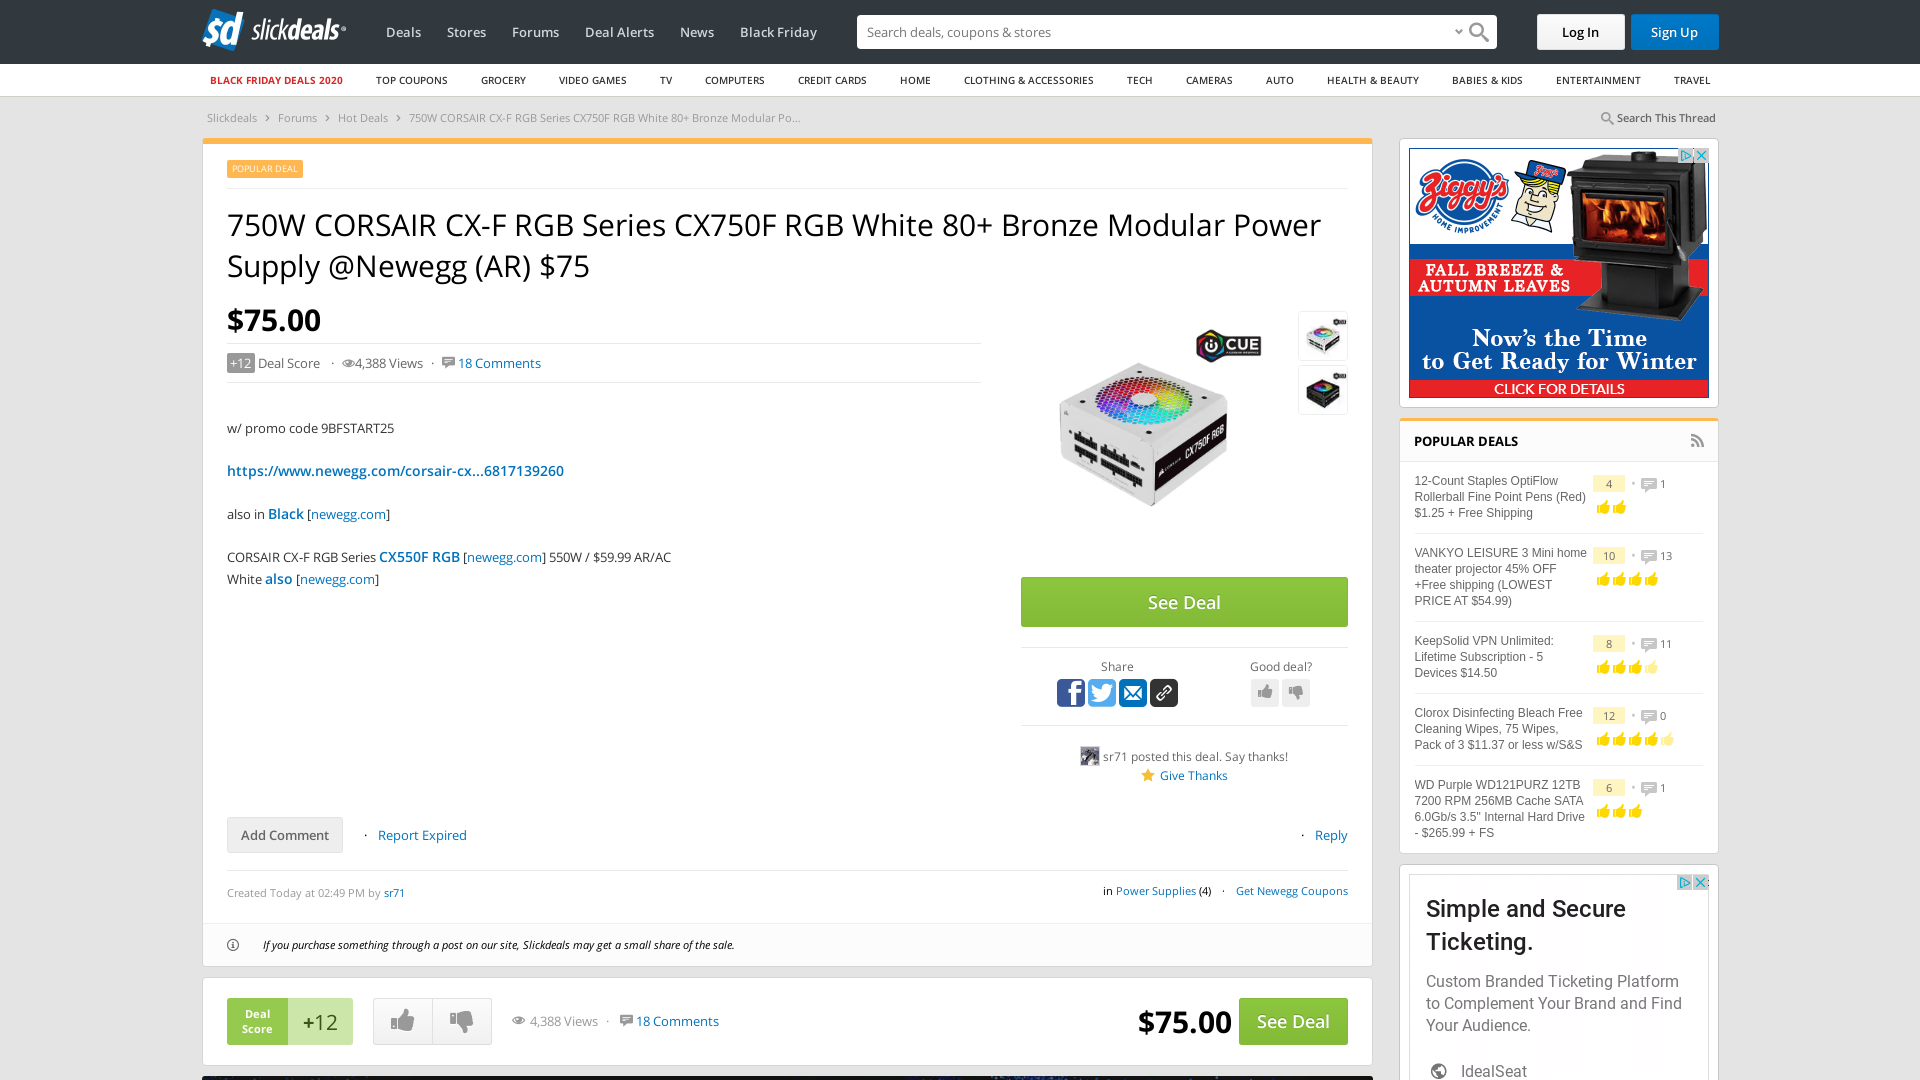 slickdeals
Deals
Stores
Forums
Deal Alerts
News
Black Friday
Search deals, coupons & stores
Log In
Sign Up
BLACK FRIDAY DEALS 2020
TOP COUPONS
GROCERY
VIDEO GAMES
TV
COMPUTERS
CREDIT CARDS
HOME
CLOTHING & ACCESSORIES
TECH
CAMERAS
AUTO
HEALTH & BEAUTY
BABIES & KIDS
ENTERTAINMENT
TRAVEL
Slickdeals › Forums › Hot Deals › 750W CORSAIR CX-F RGB Series CX750F RGB White 80+ Bronze Modular Po...
Search This Thread
POPULAR DEAL
750W CORSAIR CX-F RGB Series CX750F RGB White 80+ Bronze Modular Power
Supply @Newegg (AR) $75
$75.00
+12 Deal Score · 4,388 Views · 18 Comments
w/ promo code 9BFSTART25
https://www.newegg.com/corsair-cx...6817139260
also in Black [newegg.com]
CORSAIR CX-F RGB Series CX550F RGB [newegg.com] 550W / $59.99 AR/AC
White also [newegg.com]
iCUE
CORSAIR CX750F RGB
See Deal
Share
Good deal?
sr71 posted this deal. Say thanks!
Give Thanks
Add Comment · Report Expired
· Reply
Created Today at 02:49 PM by sr71
in Power Supplies (4) · Get Newegg Coupons
If you purchase something through a post on our site, Slickdeals may get a small share of the sale.
Deal
Score
+12
4,388 Views · 18 Comments
$75.00
See Deal
Ziggy's
HOME IMPROVEMENT
FALL BREEZE &
AUTUMN LEAVES
Now's the Time
to Get Ready for Winter
CLICK FOR DETAILS
POPULAR DEALS
12-Count Staples OptiFlow
Rollerball Fine Point Pens (Red)
$1.25 + Free Shipping
4 • 1
VANKYO LEISURE 3 Mini home
theater projector 45% OFF
+Free shipping (LOWEST
PRICE AT $54.99)
10 • 13
KeepSolid VPN Unlimited:
Lifetime Subscription - 5
Devices $14.50
8 • 11
Clorox Disinfecting Bleach Free
Cleaning Wipes, 75 Wipes,
Pack of 3 $11.37 or less w/S&S
12 • 0
WD Purple WD121PURZ 12TB
7200 RPM 256MB Cache SATA
6.0Gb/s 3.5" Internal Hard Drive
- $265.99 + FS
6 • 1
Simple and Secure
Ticketing.
Custom Branded Ticketing Platform
to Complement Your Brand and Find
Your Audience.
IdealSeat